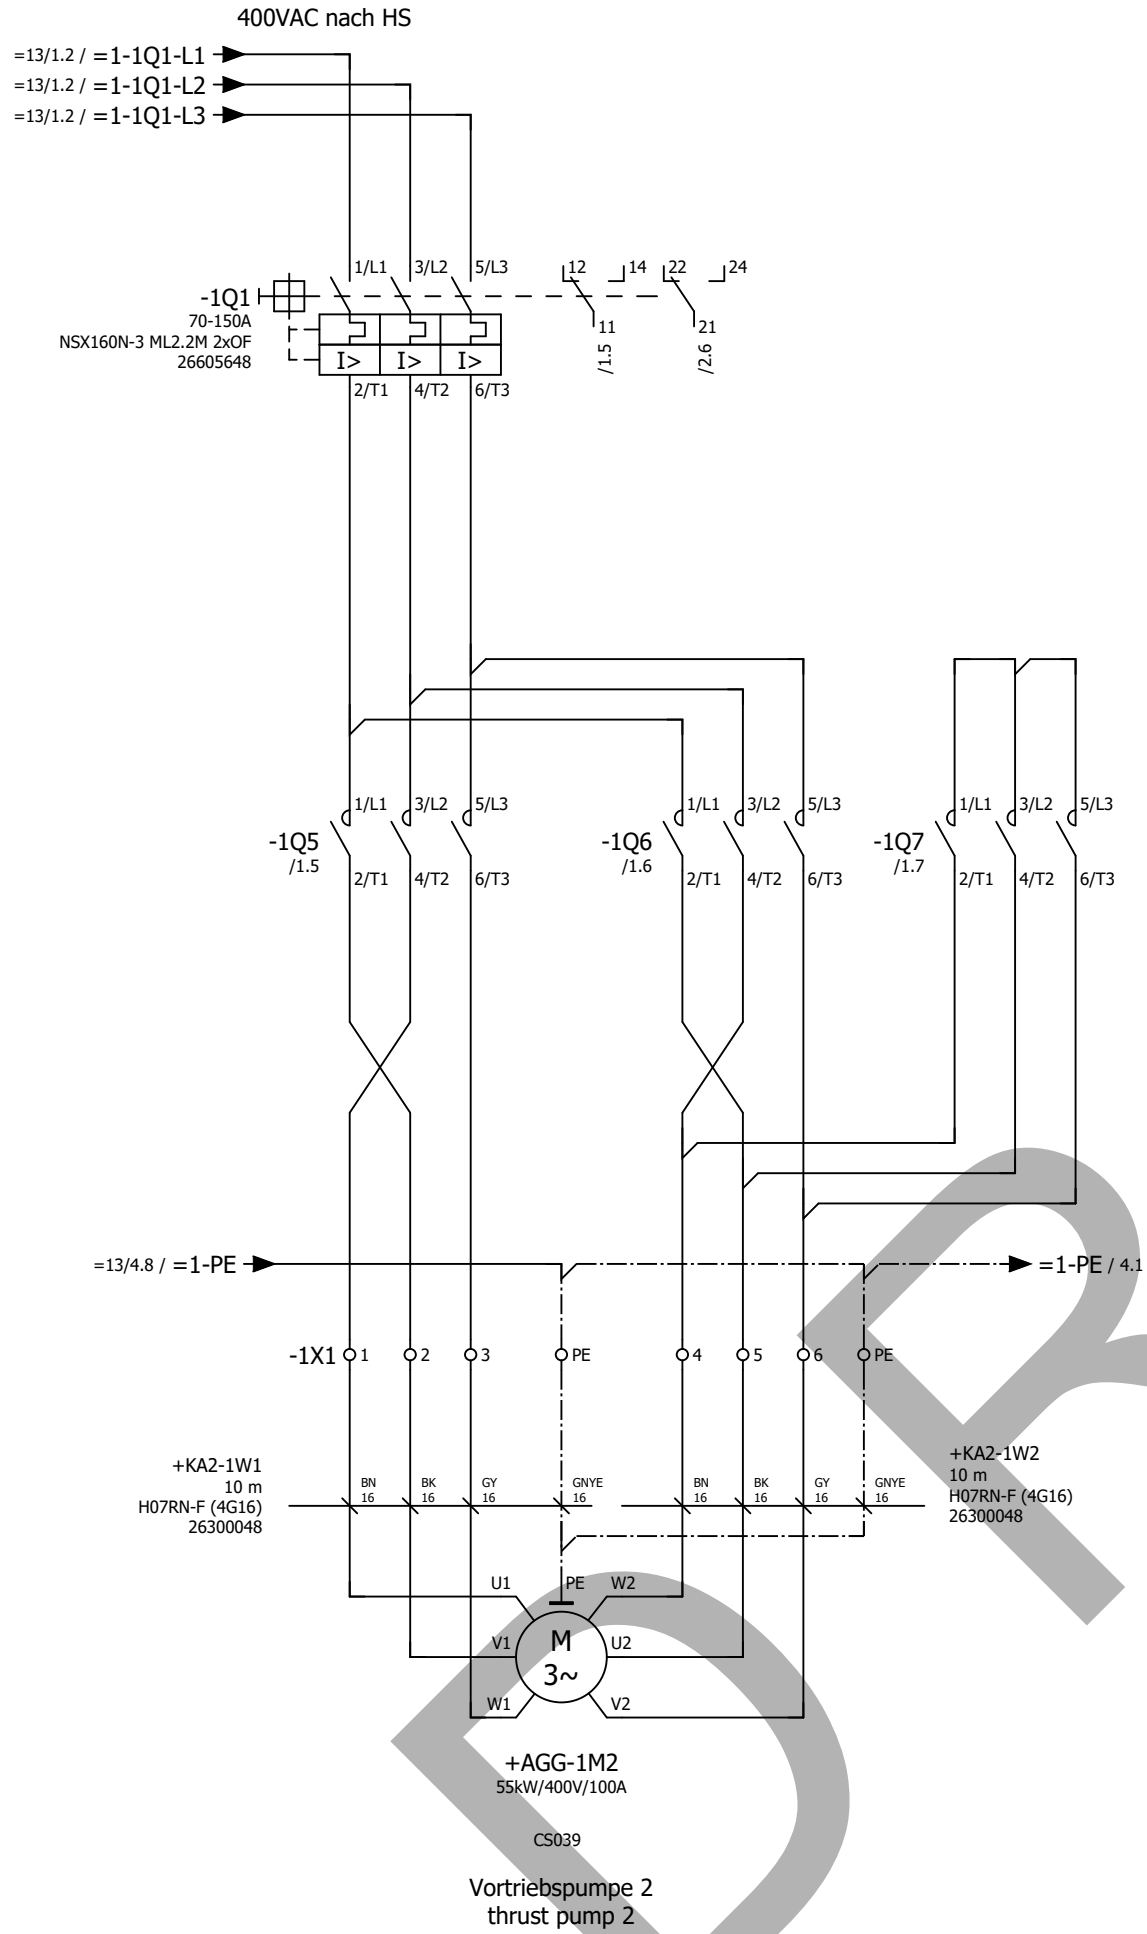 400VAC nach HS
=13/1.2 / =1-1Q1-L1
=13/1.2 / =1-1Q1-L2
=13/1.2 / =1-1Q1-L3
1/L1 3/L2 5/L3 12 14 22 24
-1Q1
70-150A
NSX160N-3 ML2.2M 2xOF
26605648
11 21
/1.5 /2.6
I> I> I>
2/T1 4/T2 6/T3
1/L1 3/L2 5/L3 1/L1 3/L2 5/L3 1/L1 3/L2 5/L3
-1Q5 -1Q6 -1Q7
/1.5 /1.6 /1.7
2/T1 4/T2 6/T3 2/T1 4/T2 6/T3 2/T1 4/T2 6/T3
=13/4.8 / =1-PE =1-PE / 4.1
-1X1 1 2 3 PE 4 5 6 PE
+KA2-1W1
10 m
H07RN-F (4G16)
26300048
BN BK GY GNYE BN BK GY GNYE
16 16 16 16 16 16 16 16
+KA2-1W2
10 m
H07RN-F (4G16)
26300048
U1 PE W2
V1 M U2
3~
W1 V2
+AGG-1M2
55kW/400V/100A
CS039
Vortriebspumpe 2
thrust pump 2
D R